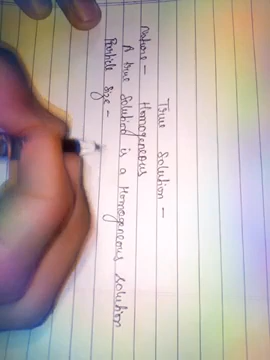 True Solution -
Nature - Homogeneous
A true solution is a Homogeneous solution
Particle Size -